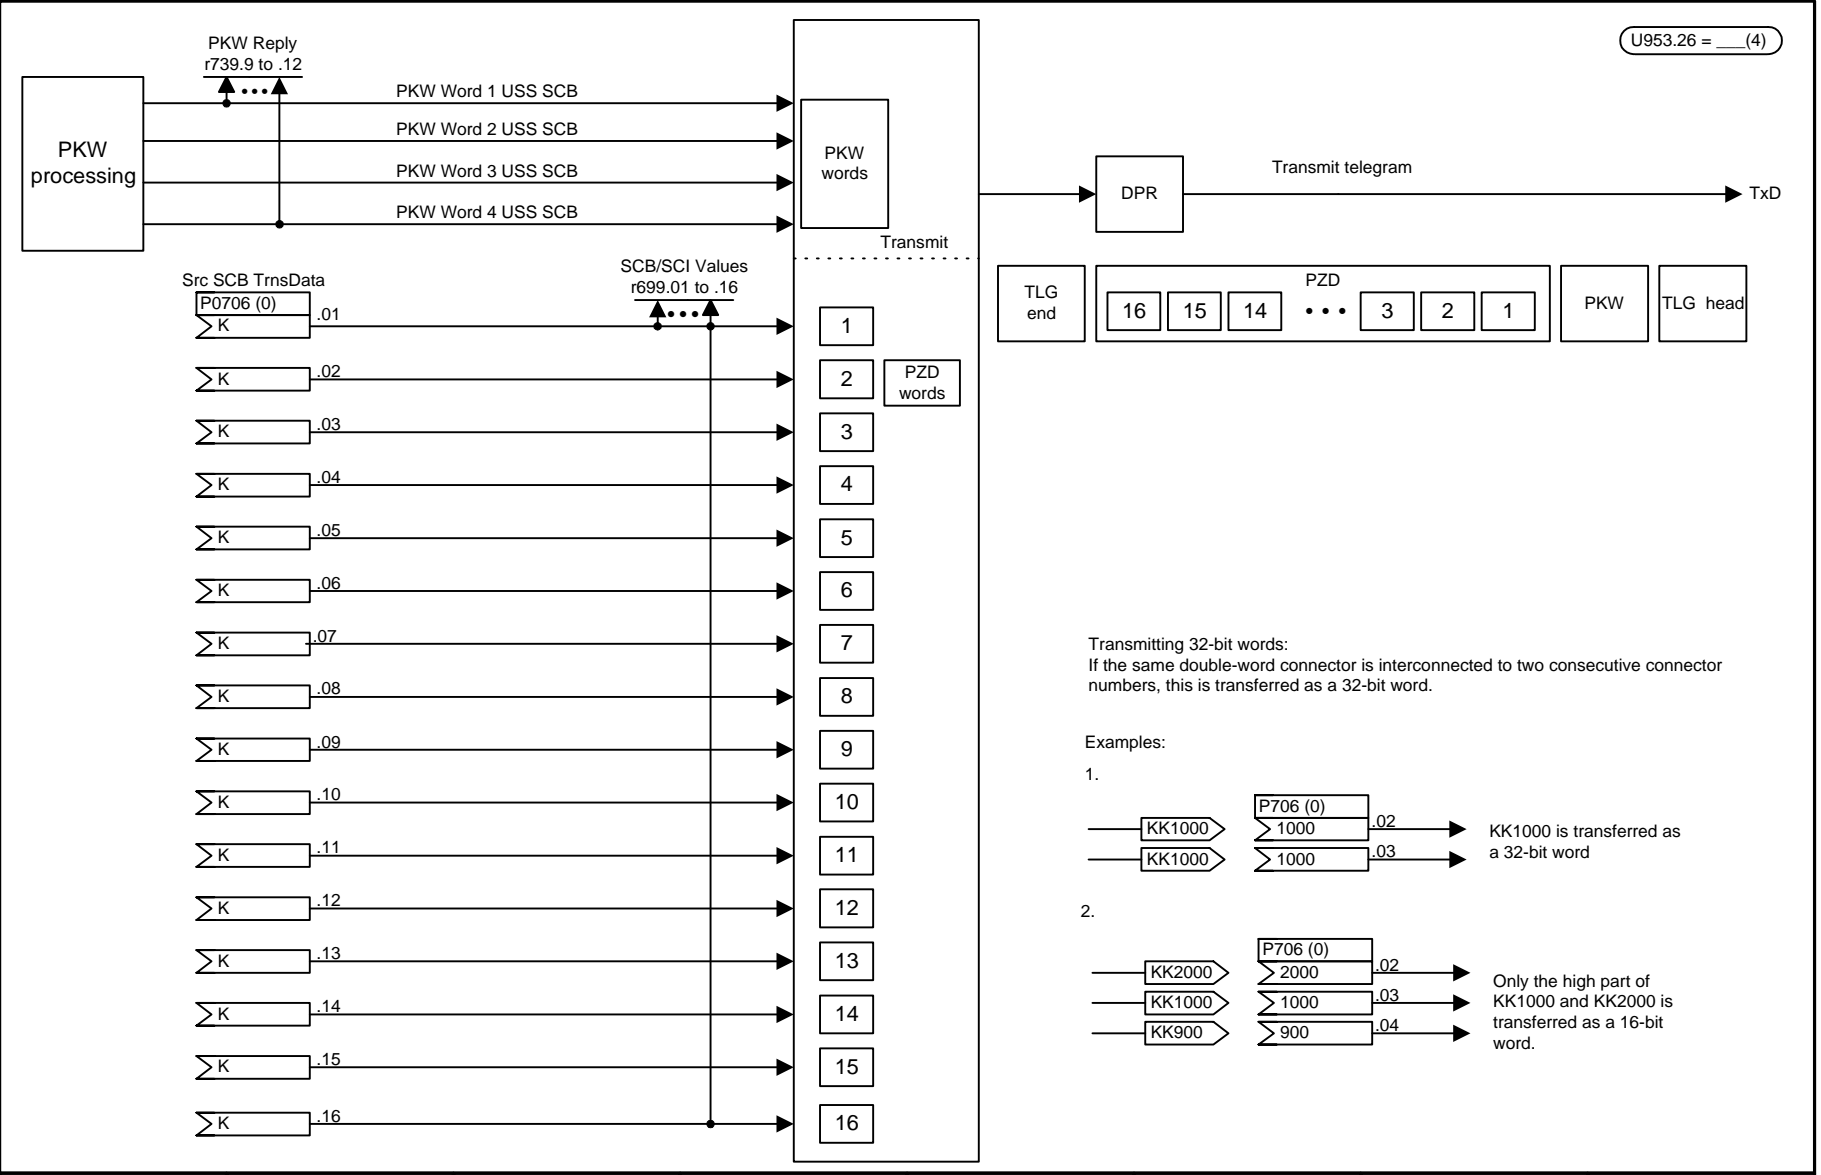 U953.26 = ___(4)
PKW Reply
r739.9 to .12
PKW
processing
PKW Word 1 USS SCB
PKW Word 2 USS SCB
PKW Word 3 USS SCB
PKW Word 4 USS SCB
PKW
words
Transmit
DPR
Transmit telegram
TxD
TLG
end
PZD
16 15 14 • • • 3 2 1
PKW
TLG head
Src SCB TrnsData
P0706 (0)
SCB/SCI Values
r699.01 to .16
K .01 1
K .02 2
PZD
words
K .03 3
K .04 4
K .05 5
K .06 6
K .07 7
K .08 8
K .09 9
K .10 10
K .11 11
K .12 12
K .13 13
K .14 14
K .15 15
K .16 16
Transmitting 32-bit words:
If the same double-word connector is interconnected to two consecutive connector
numbers, this is transferred as a 32-bit word.
Examples:
1.
P706 (0)
KK1000 1000 .02
KK1000 1000 .03
KK1000 is transferred as
a 32-bit word
2.
P706 (0)
KK2000 2000 .02
KK1000 1000 .03
KK900 900 .04
Only the high part of
KK1000 and KK2000 is
transferred as a 16-bit
word.